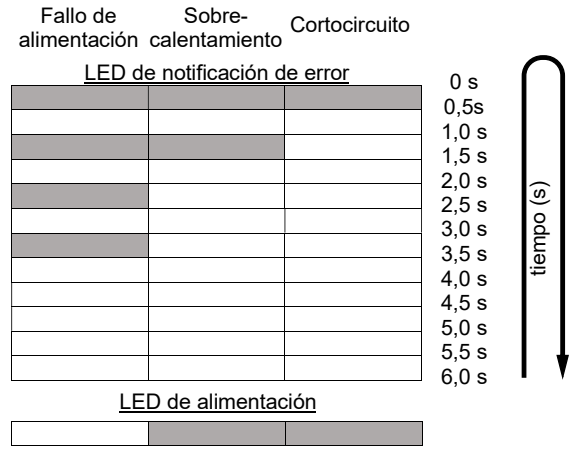 Fallo de
alimentación
Sobre-
calentamiento
Cortocircuito
LED de notificación de error
0 s
0,5s
1,0 s
1,5 s
2,0 s
2,5 s
3,0 s
3,5 s
4,0 s
4,5 s
5,0 s
5,5 s
6,0 s
tiempo (s)
LED de alimentación